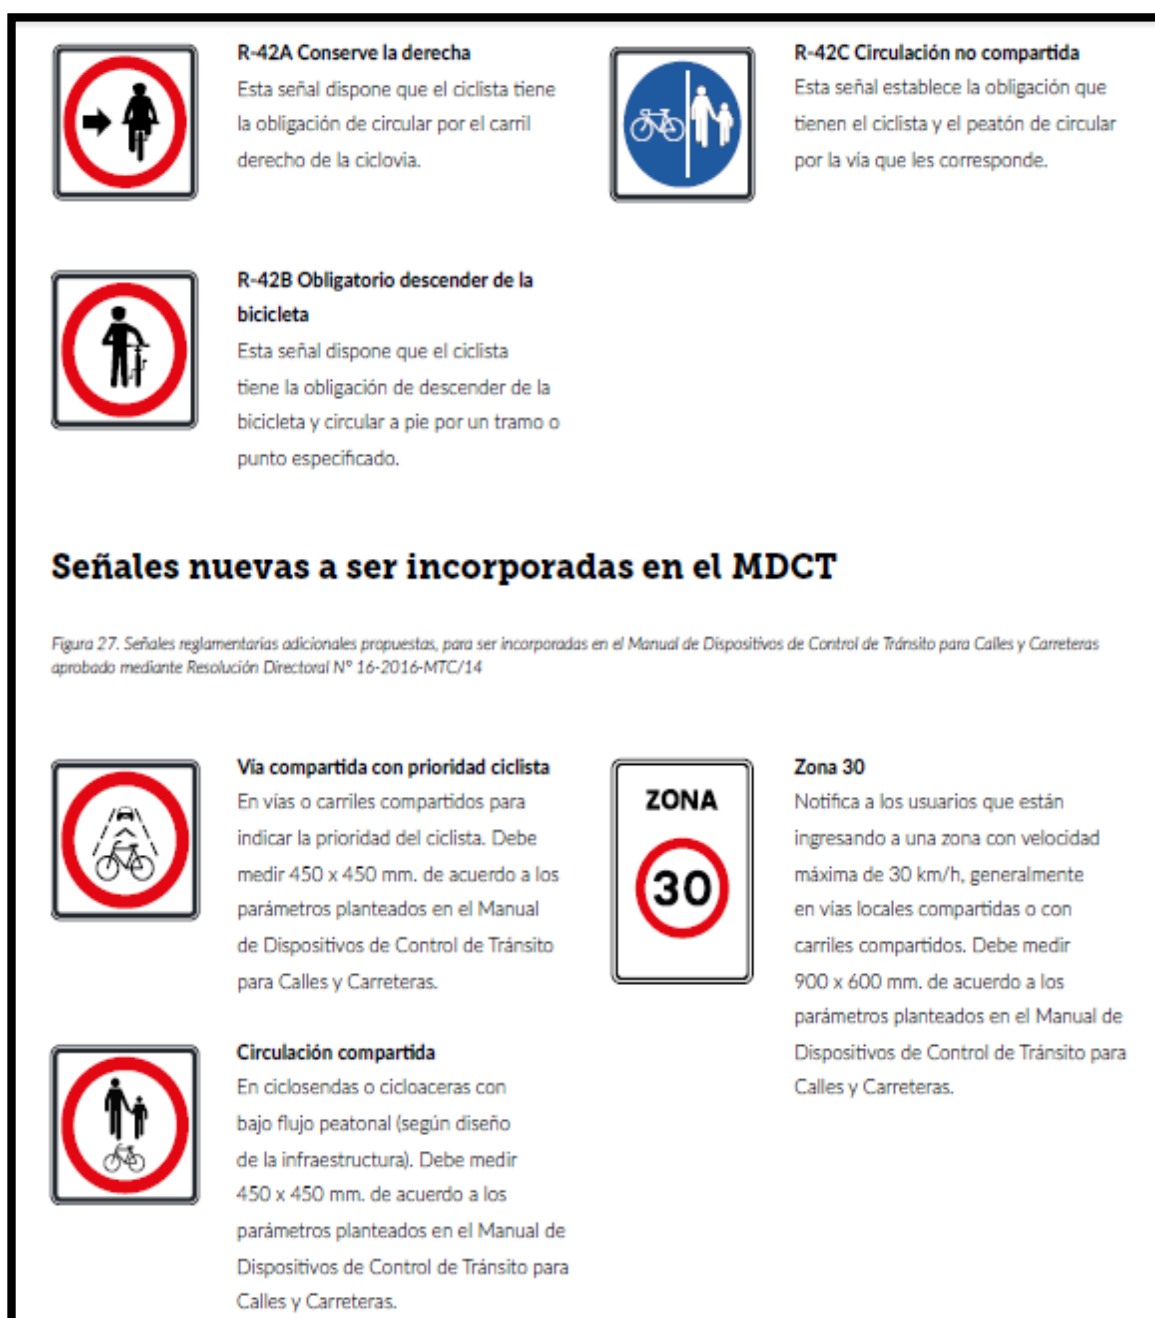 R-42A Conserve la derecha
Esta señal dispone que el ciclista tiene
la obligación de circular por el carril
derecho de la ciclovia.
R-42C Circulación no compartida
Esta señal establece la obligación que
tienen el ciclista y el peatón de circular
por la vía que les corresponde.
R-42B Obligatorio descender de la
bicicleta
Esta señal dispone que el ciclista
tiene la obligación de descender de la
bicicleta y circular a pie por un tramo o
punto especificado.
Señales nuevas a ser incorporadas en el MDCT
Figura 27. Señales reglamentarias adicionales propuestas, para ser incorporadas en el Manual de Dispositivos de Control de Tránsito para Calles y Carreteras
aprobado mediante Resolución Directoral N° 16-2016-MTC/14
Vía compartida con prioridad ciclista
En vías o carriles compartidos para
indicar la prioridad del ciclista. Debe
medir 450 x 450 mm. de acuerdo a los
parámetros planteados en el Manual
de Dispositivos de Control de Tránsito
para Calles y Carreteras.
ZONA
30
Zona 30
Notifica a los usuarios que están
ingresando a una zona con velocidad
máxima de 30 km/h, generalmente
en vías locales compartidas o con
carriles compartidos. Debe medir
900 x 600 mm. de acuerdo a los
parámetros planteados en el Manual de
Dispositivos de Control de Tránsito para
Calles y Carreteras.
Circulación compartida
En ciclosendas o cicloaceras con
bajo flujo peatonal (según diseño
de la infraestructura). Debe medir
450 x 450 mm. de acuerdo a los
parámetros planteados en el Manual de
Dispositivos de Control de Tránsito para
Calles y Carreteras.